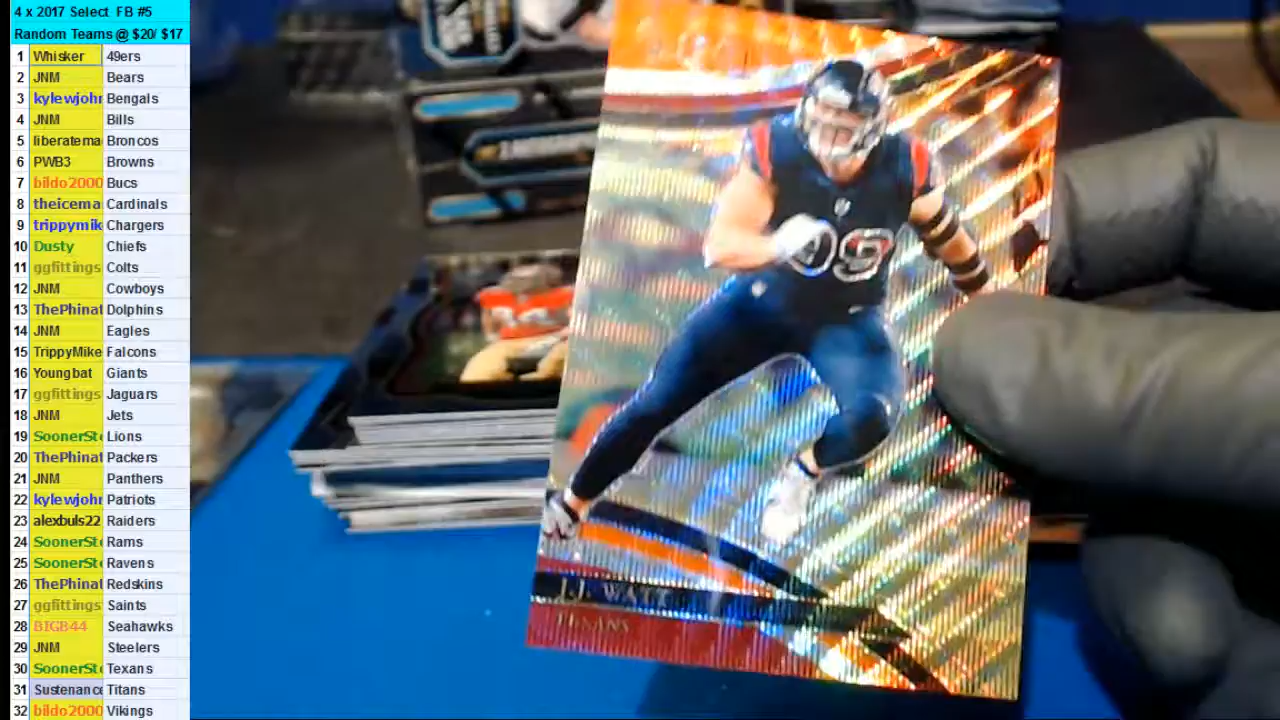 4 x 2017 Select FB #5
Random Teams @ $20/ $17
1 Whisker 49ers
2 JNM Bears
3 kylewjohr Bengals
4 JNM Bills
5 liberatema Broncos
6 PWB3 Browns
7 bildo2000 Bucs
8 theicema Cardinals
9 trippymik Chargers
10 Dusty Chiefs
11 ggfittings Colts
12 JNM Cowboys
13 ThePhinat Dolphins
14 JNM Eagles
15 TrippyMike Falcons
16 Youngbat Giants
17 ggfittings Jaguars
18 JNM Jets
19 SoonerSt Lions
20 ThePhinat Packers
21 JNM Panthers
22 kylewjohr Patriots
23 alexbuls22 Raiders
24 SoonerSt Rams
25 SoonerSt Ravens
26 ThePhinat Redskins
27 ggfittings Saints
28 BIGB44 Seahawks
29 JNM Steelers
30 SoonerSt Texans
31 Sustenance Titans
32 bildo2000 Vikings
99
J.J. WATT
TEXANS